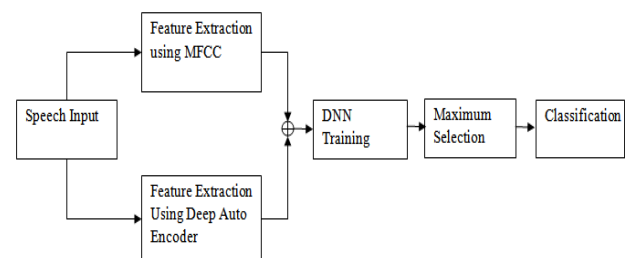 Feature Extraction
using MFCC
Speech Input
DNN
Training
Maximum
Selection
Classification
Feature Extraction
Using Deep Auto
Encoder